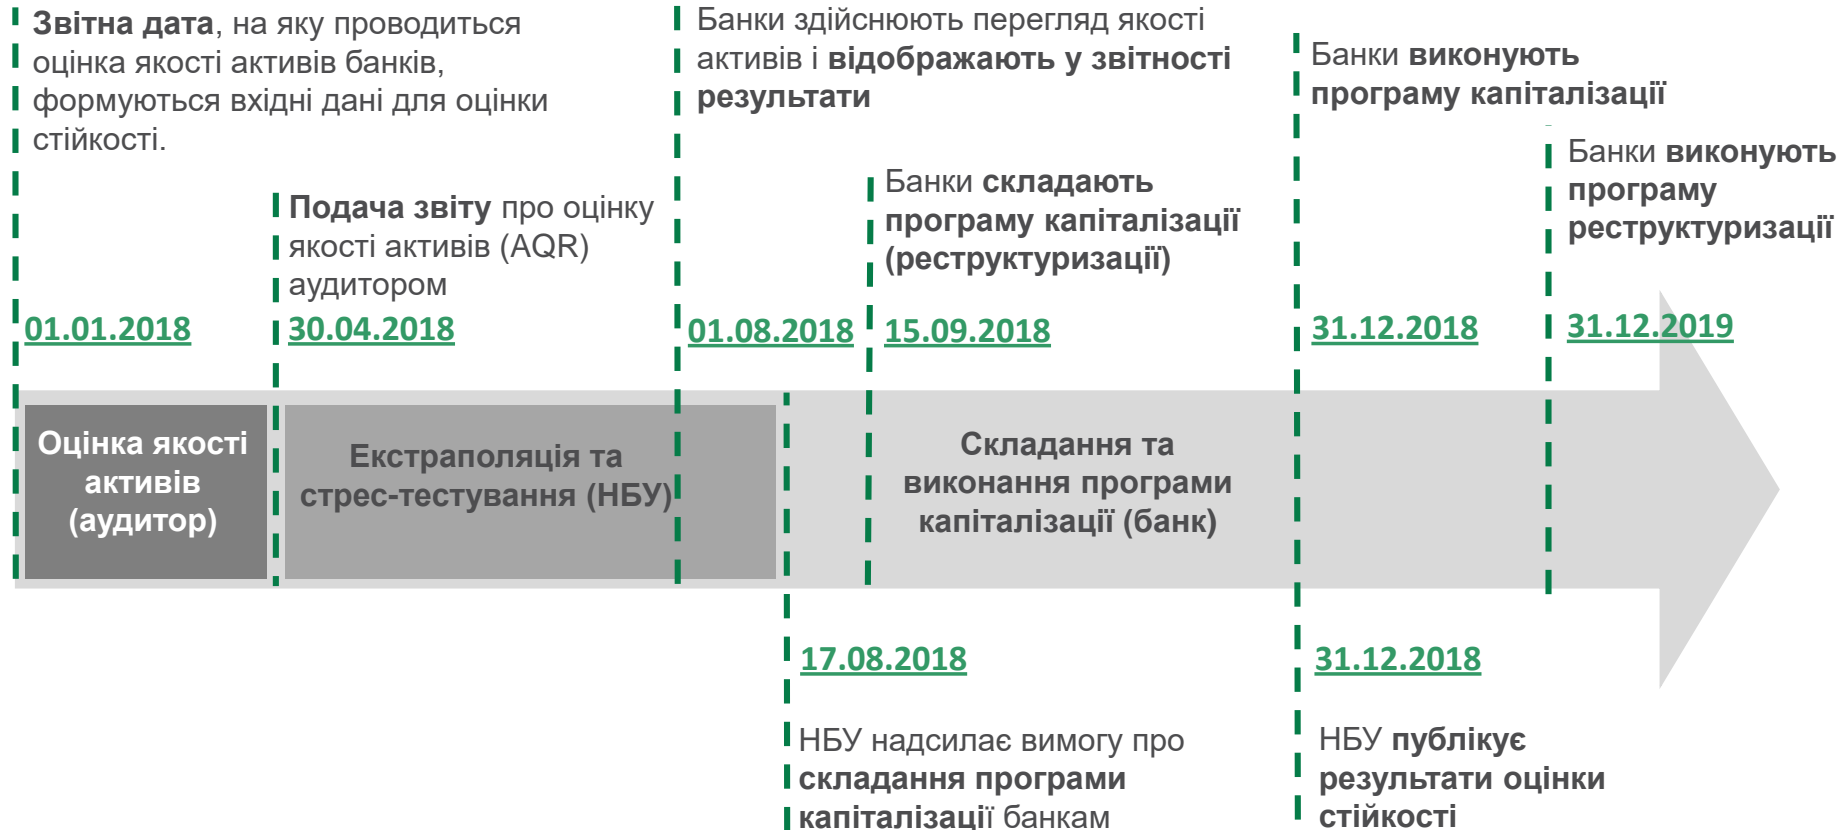 Звітна дата, на яку проводиться
оцінка якості активів банків,
формуються вхідні дані для оцінки
стійкості.
01.01.2018
Подача звіту про оцінку
якості активів (AQR)
аудитором
30.04.2018
Банки здійснюють перегляд якості
активів і відображають у звітності
результати
01.08.2018
Банки складають
програму капіталізації
(реструктуризації)
15.09.2018
Банки виконують
програму капіталізації
31.12.2018
Банки виконують
програму
реструктуризації
31.12.2019
Оцінка якості
активів
(аудитор)
Екстраполяція та
стрес-тестування (НБУ)
Складання та
виконання програми
капіталізації (банк)
17.08.2018
НБУ надсилає вимогу про
складання програми
капіталізації банкам
31.12.2018
НБУ публікує
результати оцінки
стійкості